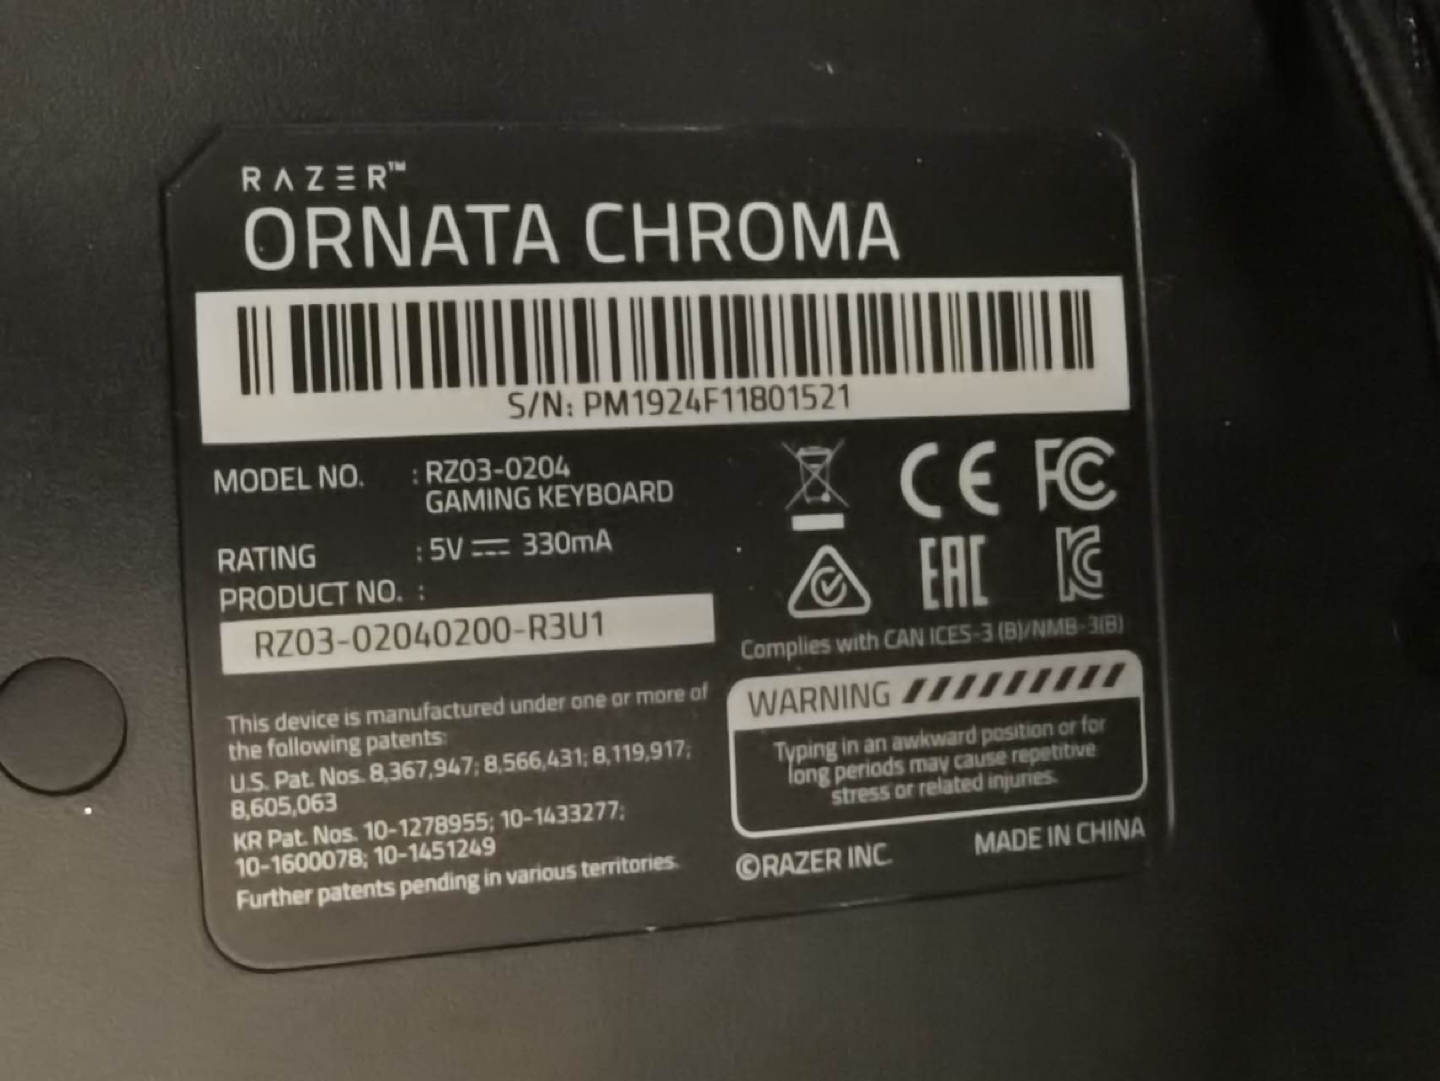 RAZER™
ORNATA CHROMA
S/N: PM1924F11801521
MODEL NO. : RZ03-0204
GAMING KEYBOARD
RATING : 5V ⎓ 330mA
PRODUCT NO. :
RZ03-02040200-R3U1
This device is manufactured under one or more of
the following patents:
U.S. Pat. Nos. 8,367,947; 8,566,431; 8,119,917;
8,605,063
KR Pat. Nos. 10-1278955; 10-1433277;
10-1600078; 10-1451249
Further patents pending in various territories.
CE FC
EAC KC
Complies with CAN ICES-3 (B)/NMB-3(B)
WARNING
Typing in an awkward position or for
long periods may cause repetitive
stress or related injuries.
©RAZER INC. MADE IN CHINA